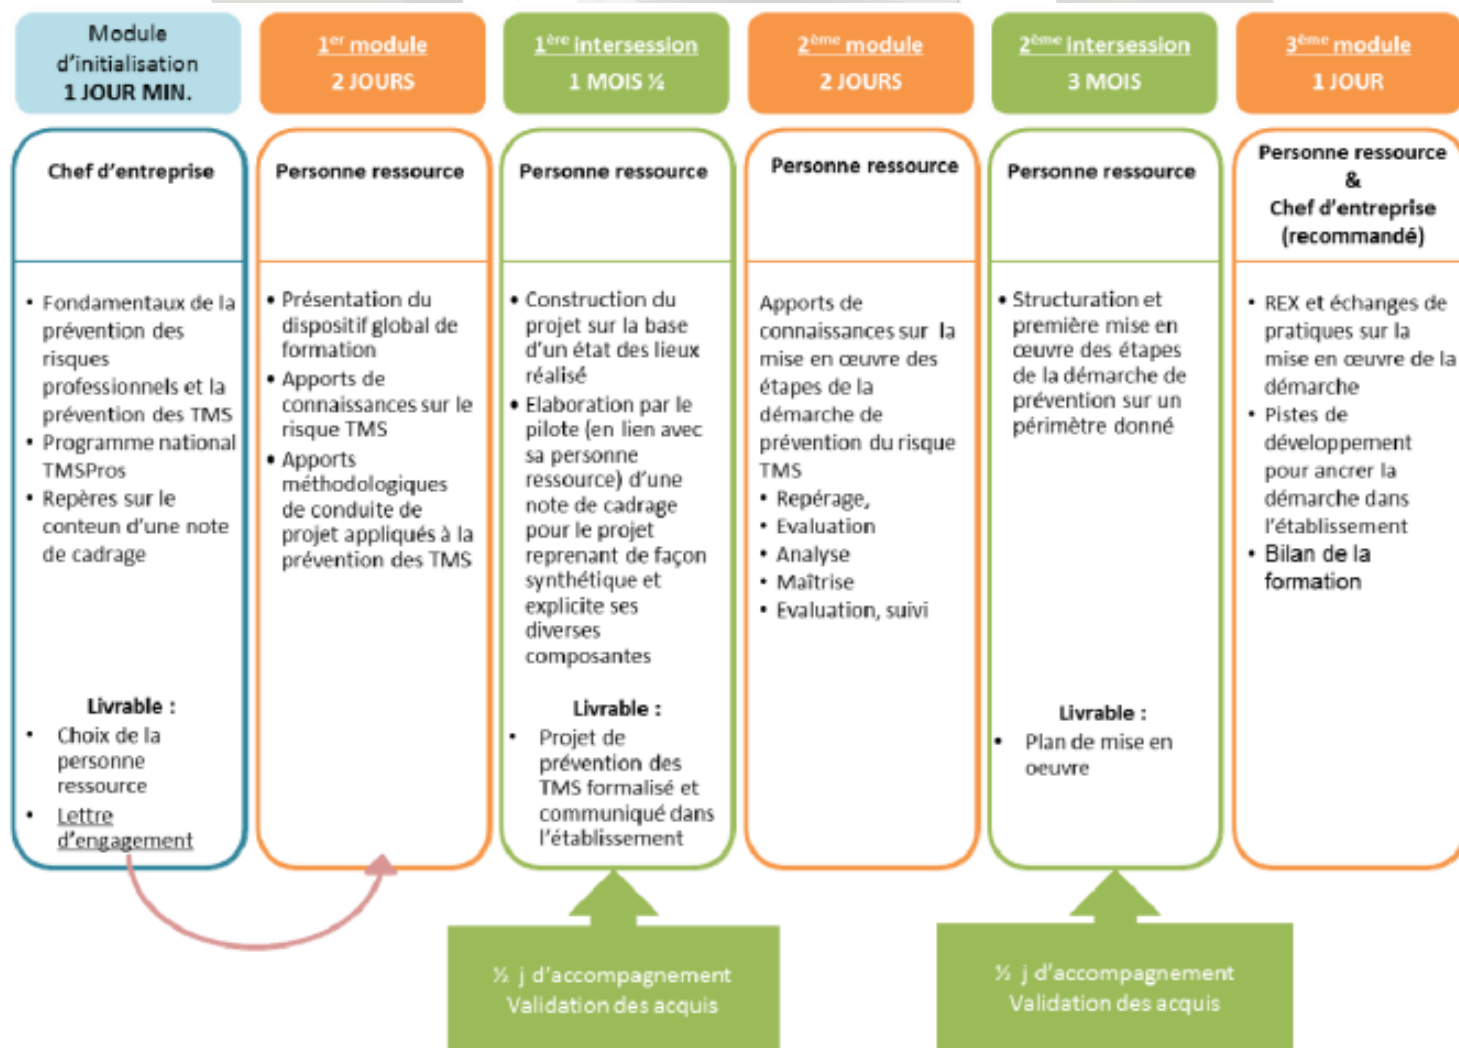 Module
d'initialisation
1 JOUR MIN.
1er module
2 JOURS
1ère intersession
1 MOIS ½
2ème module
2 JOURS
2ème intersession
3 MOIS
3ème module
1 JOUR
Chef d'entreprise
• Fondamentaux de la
prévention des
risques
professionnels et la
prévention des TMS
• Programme national
TMSPros
• Repères sur le
conteun d'une note
de cadrage
Livrable :
• Choix de la
personne
ressource
• Lettre
d'engagement
Personne ressource
• Présentation du
dispositif global de
formation
• Apports de
connaissances sur le
risque TMS
• Apports
méthodologiques
de conduite de
projet appliqués à la
prévention des TMS
Personne ressource
• Construction du
projet sur la base
d'un état des lieux
réalisé
• Elaboration par le
pilote (en lien avec
sa personne
ressource) d'une
note de cadrage
pour le projet
reprenant de façon
synthétique et
explicite ses
diverses
composantes
Livrable :
• Projet de
prévention des
TMS formalisé et
communiqué dans
l'établissement
Personne ressource
Apports de
connaissances sur la
mise en œuvre des
étapes de la
démarche de
prévention du risque
TMS
• Repérage,
• Evaluation
• Analyse
• Maîtrise
• Evaluation, suivi
Personne ressource
• Structuration et
première mise en
œuvre des étapes
de la démarche de
prévention sur un
périmètre donné
Livrable :
• Plan de mise en
oeuvre
Personne ressource
&
Chef d'entreprise
(recommandé)
• REX et échanges de
pratiques sur la
mise en œuvre de la
démarche
• Pistes de
développement
pour ancrer la
démarche dans
l'établissement
• Bilan de la
formation
½ j d'accompagnement
Validation des acquis
½ j d'accompagnement
Validation des acquis